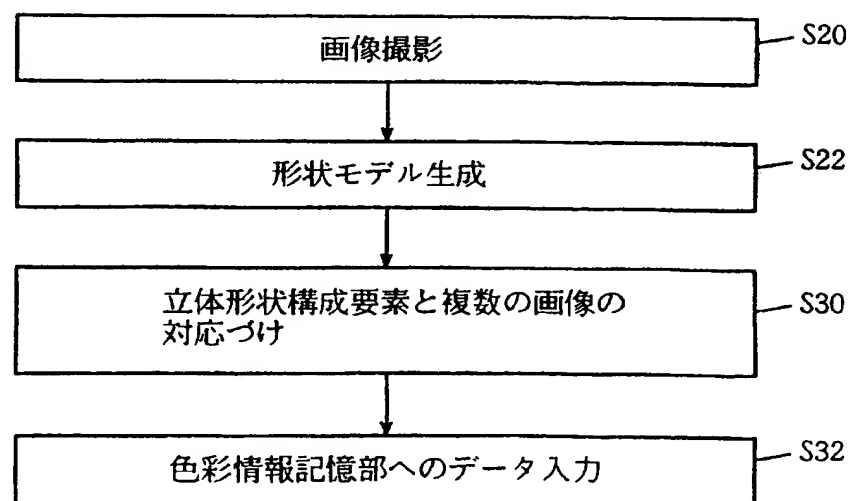 画像撮影
S20
形状モデル生成
S22
立体形状構成要素と複数の画像の
対応づけ
S30
色彩情報記憶部へのデータ入力
S32